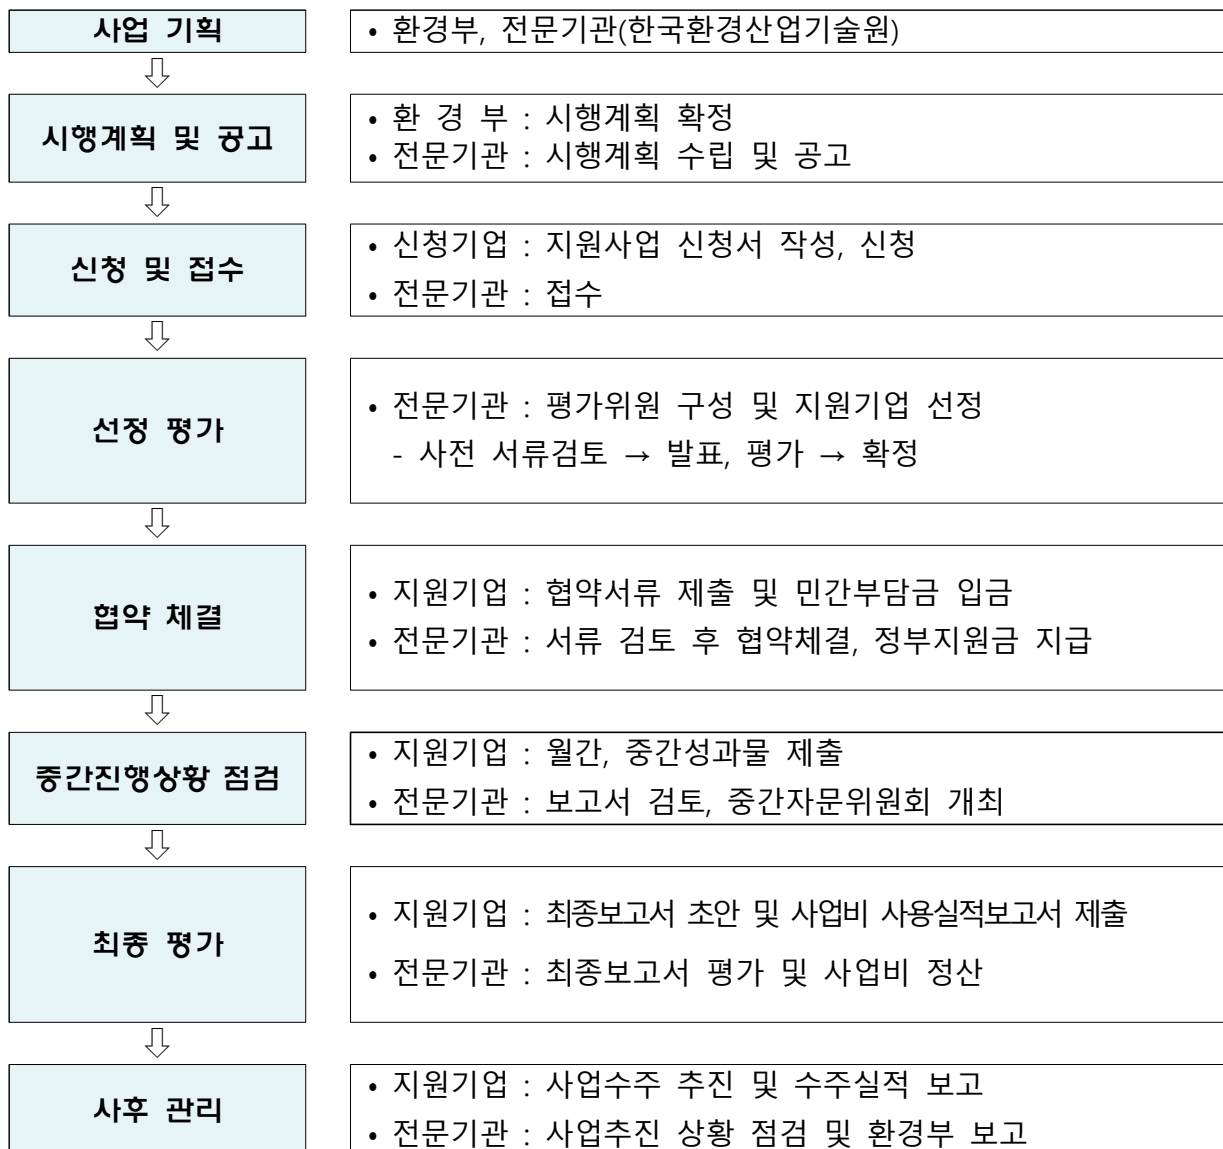 사업 기획
• 환경부, 전문기관(한국환경산업기술원)
시행계획 및 공고
• 환 경 부 : 시행계획 확정
• 전문기관 : 시행계획 수립 및 공고
신청 및 접수
• 신청기업 : 지원사업 신청서 작성, 신청
• 전문기관 : 접수
선정 평가
• 전문기관 : 평가위원 구성 및 지원기업 선정
- 사전 서류검토 → 발표, 평가 → 확정
협약 체결
• 지원기업 : 협약서류 제출 및 민간부담금 입금
• 전문기관 : 서류 검토 후 협약체결, 정부지원금 지급
중간진행상황 점검
• 지원기업 : 월간, 중간성과물 제출
• 전문기관 : 보고서 검토, 중간자문위원회 개최
최종 평가
• 지원기업 : 최종보고서 초안 및 사업비 사용실적보고서 제출
• 전문기관 : 최종보고서 평가 및 사업비 정산
사후 관리
• 지원기업 : 사업수주 추진 및 수주실적 보고
• 전문기관 : 사업추진 상황 점검 및 환경부 보고